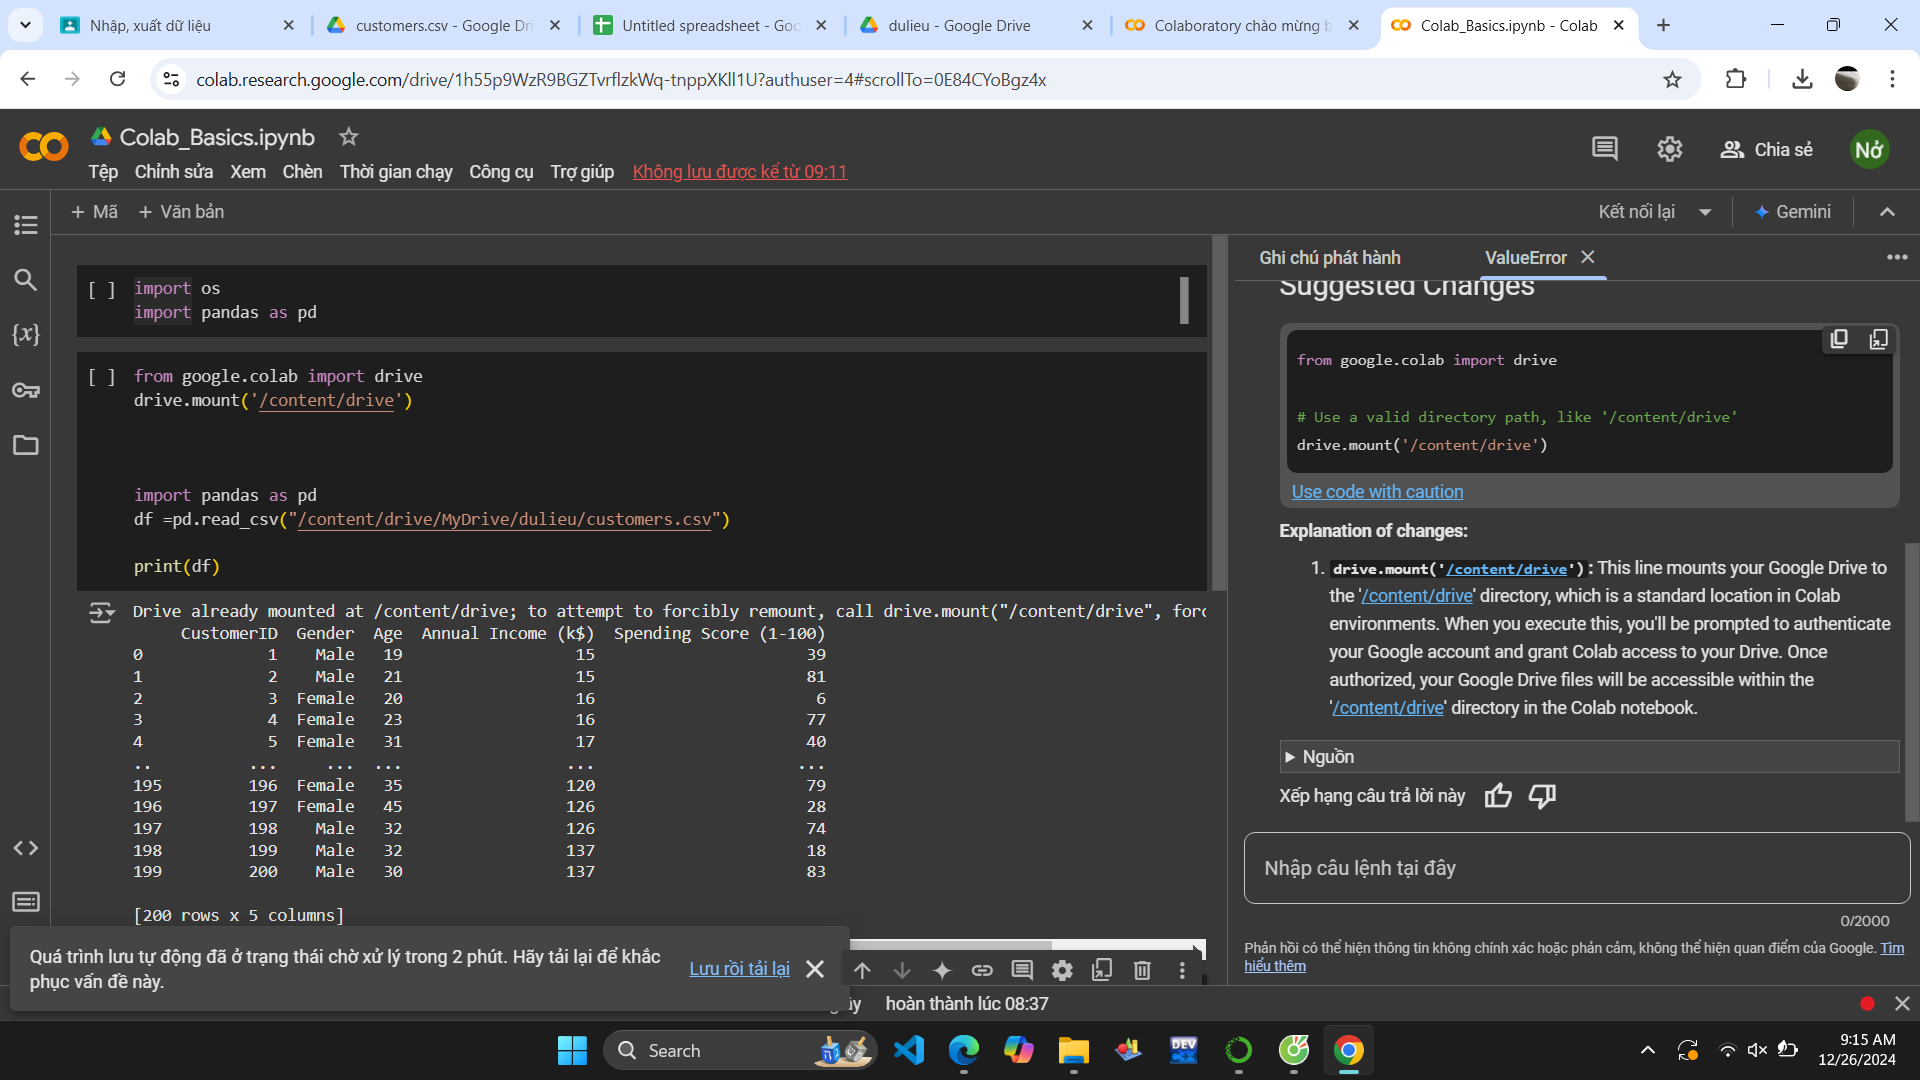 Nhập, xuất dữ liệu
customers.csv - Google Dri
Untitled spreadsheet - Goo
dulieu - Google Drive
Colaboratory chào mừng b
Colab_Basics.ipynb - Colab
colab.research.google.com/drive/1h55p9WzR9BGZTvrflzkWq-tnppXKll1U?authuser=4#scrollTo=0E84CYoBgz4x
Colab_Basics.ipynb
Tệp Chỉnh sửa Xem Chèn Thời gian chạy Công cụ Trợ giúp Không lưu được kể từ 09:11
Chia sẻ
Nở
+ Mã + Văn bản
Kết nối lại
Gemini
[ ] import os
import pandas as pd
[ ] from google.colab import drive
drive.mount('/content/drive')
import pandas as pd
df =pd.read_csv("/content/drive/MyDrive/dulieu/customers.csv")
print(df)
Drive already mounted at /content/drive; to attempt to forcibly remount, call drive.mount("/content/drive", forc
CustomerID Gender Age Annual Income (k$) Spending Score (1-100)
0 1 Male 19 15 39
1 2 Male 21 15 81
2 3 Female 20 16 6
3 4 Female 23 16 77
4 5 Female 31 17 40
.. ... ... ... ... ...
195 196 Female 35 120 79
196 197 Female 45 126 28
197 198 Male 32 126 74
198 199 Male 32 137 18
199 200 Male 30 137 83
[200 rows x 5 columns]
Ghi chú phát hành
ValueError
Suggested Changes
from google.colab import drive
# Use a valid directory path, like '/content/drive'
drive.mount('/content/drive')
Use code with caution
Explanation of changes:
1. drive.mount('/content/drive'): This line mounts your Google Drive to
the '/content/drive' directory, which is a standard location in Colab
environments. When you execute this, you'll be prompted to authenticate
your Google account and grant Colab access to your Drive. Once
authorized, your Google Drive files will be accessible within the
'/content/drive' directory in the Colab notebook.
Nguồn
Xếp hạng câu trả lời này
Nhập câu lệnh tại đây
0/2000
Phản hồi có thể hiện thông tin không chính xác hoặc phản cảm, không thể hiện quan điểm của Google. Tìm
hiểu thêm
Quá trình lưu tự động đã ở trạng thái chờ xử lý trong 2 phút. Hãy tải lại để khắc
phục vấn đề này.
Lưu rồi tải lại
hoàn thành lúc 08:37
Search
DEV
C++
9:15 AM
12/26/2024